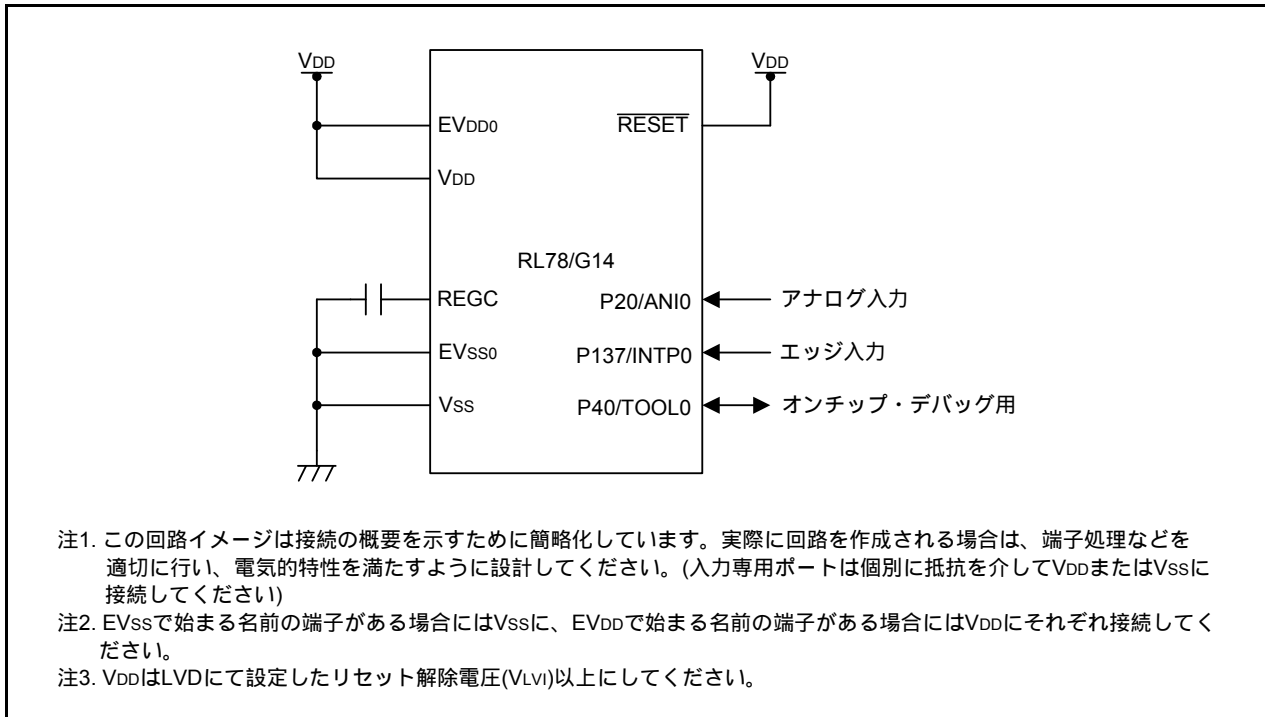 VDD VDD
EVDD0 RESET
VDD
RL78/G14
REGC P20/ANI0 アナログ入力
EVSS0 P137/INTP0 エッジ入力
VSS P40/TOOL0 オンチップ・デバッグ用
注1. この回路イメージは接続の概要を示すために簡略化しています。実際に回路を作成される場合は、端子処理などを
適切に行い、電気的特性を満たすように設計してください。(入力専用ポートは個別に抵抗を介してVDDまたはVSSに
接続してください)
注2. EVSSで始まる名前の端子がある場合にはVSSに、EVDDで始まる名前の端子がある場合にはVDDにそれぞれ接続してく
ださい。
注3. VDDはLVDにて設定したリセット解除電圧(VLVI)以上にしてください。